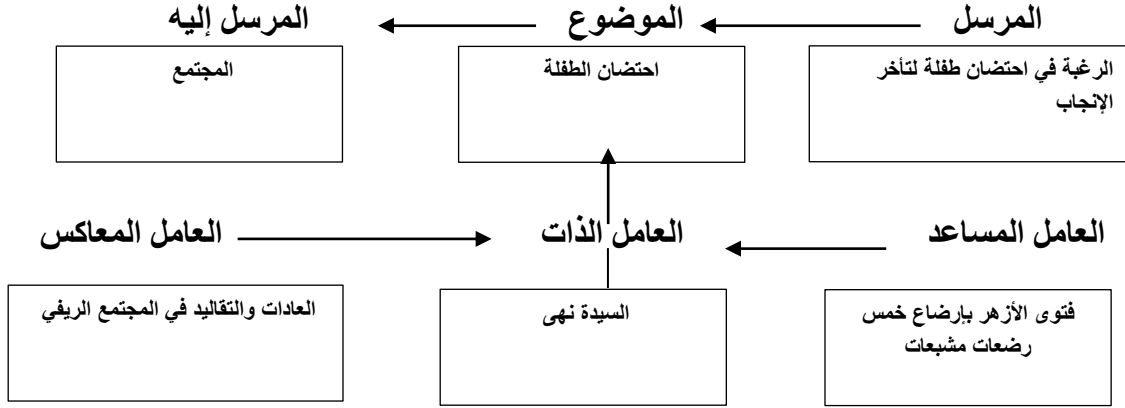 المرسل
الموضوع
المرسل إليه
الرغبة في احتضان طفلة لتأخر
الإنجاب
احتضان الطفلة
المجتمع
العامل المساعد
العامل الذات
العامل المعاكس
فتوى الأزهر بإرضاع خمس
رضعات مشبعات
السيدة نهى
العادات والتقاليد في المجتمع الريفي